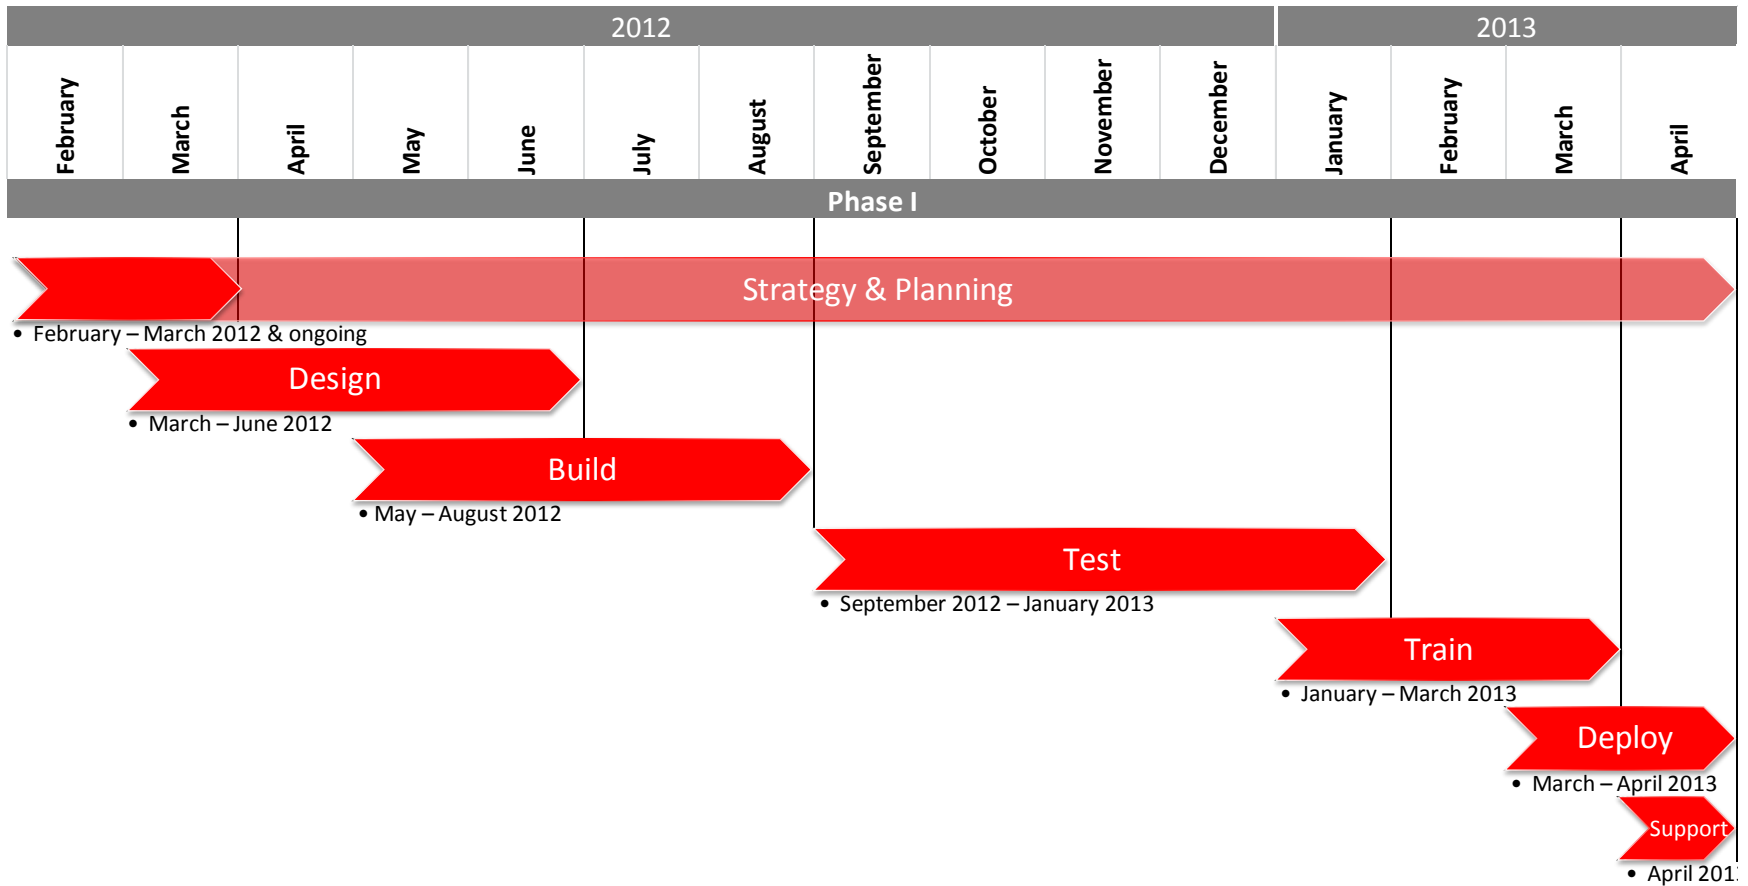 2012 2013
February March April May June July August September October November December January February March April
Phase I
Strategy & Planning
• February – March 2012 & ongoing
Design
• March – June 2012
Build
• May – August 2012
Test
• September 2012 – January 2013
Train
• January – March 2013
Deploy
• March – April 2013
Support
• April 201